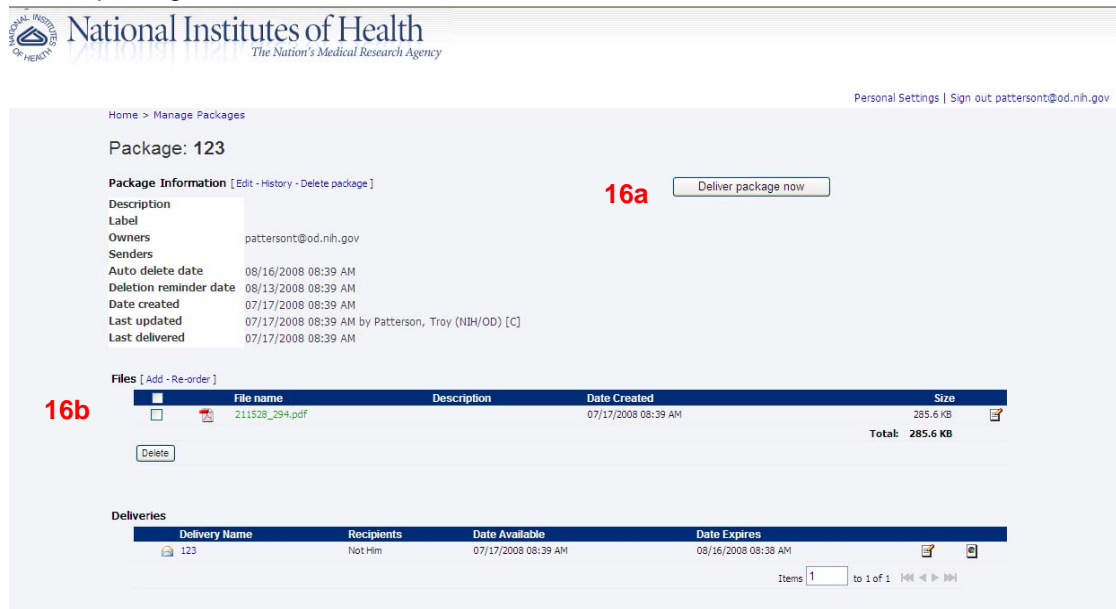 NATIONAL INSTITUTES OF HEALTH
National Institutes of Health
The Nation's Medical Research Agency
Personal Settings | Sign out pattersont@od.nih.gov
Home > Manage Packages
Package: 123
Package Information [ Edit - History - Delete package ]
16a
Deliver package now
Description
Label
Owners pattersont@od.nih.gov
Senders
Auto delete date 08/16/2008 08:39 AM
Deletion reminder date 08/13/2008 08:39 AM
Date created 07/17/2008 08:39 AM
Last updated 07/17/2008 08:39 AM by Patterson, Troy (NIH/OD) [C]
Last delivered 07/17/2008 08:39 AM
Files [ Add - Re-order ]
File name Description Date Created Size
16b
211528_294.pdf 07/17/2008 08:39 AM 285.6 KB
Total: 285.6 KB
Delete
Deliveries
Delivery Name Recipients Date Available Date Expires
123 Not Him 07/17/2008 08:39 AM 08/16/2008 08:38 AM
Items 1 to 1 of 1